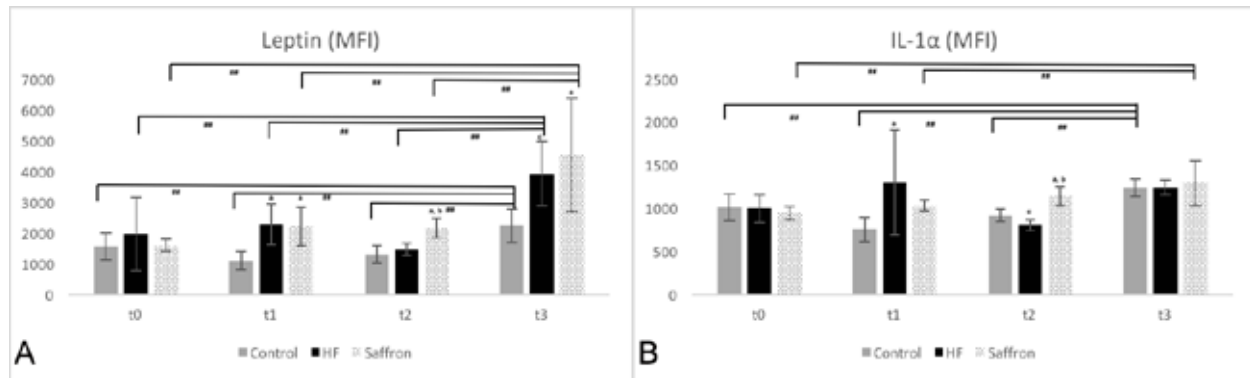 Leptin (MFI)
7000
6000
5000
4000
3000
2000
1000
0
##
##
##
##
##
##
##
##
##
a
a
a, b
a
t0
t1
t2
t3
Control
HF
Saffron
A
IL-1α (MFI)
2500
2000
1500
1000
500
0
##
##
##
##
##
a
a, b
t0
t1
t2
t3
Control
HF
Saffron
B